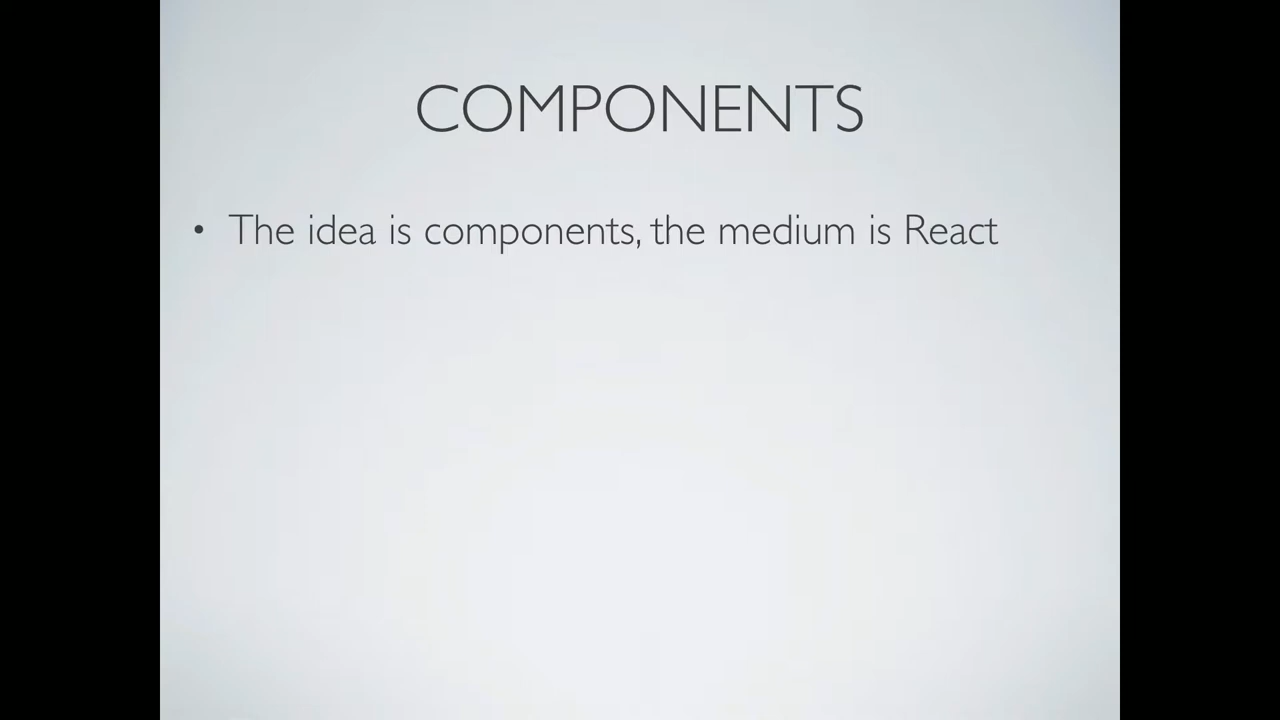 COMPONENTS
• The idea is components, the medium is React